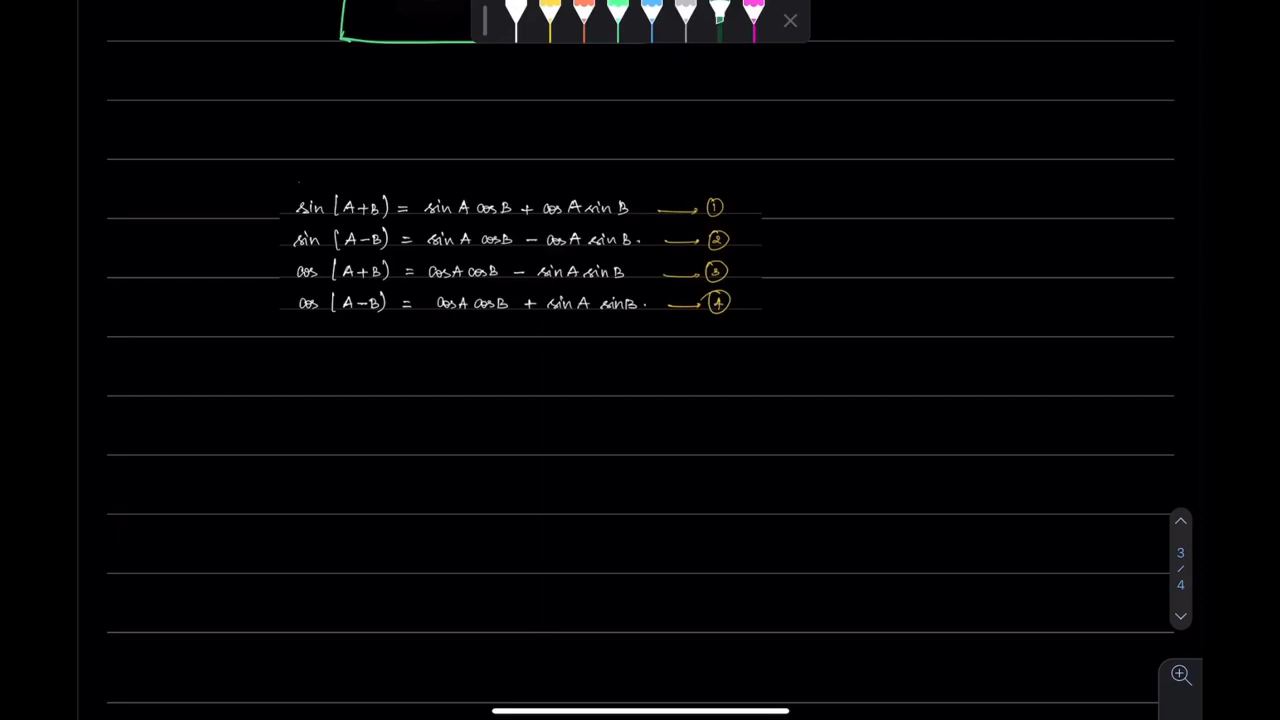 sin [A+B) = sin A cos B + cos A sin B → ①
sin [A-B) = sin A cos B - cos A sin B. → ②
cos [A+B) = cos A cos B - sin A sin B → ③
cos [A-B) = cos A cos B + sin A sin B. → ④
3
/
4